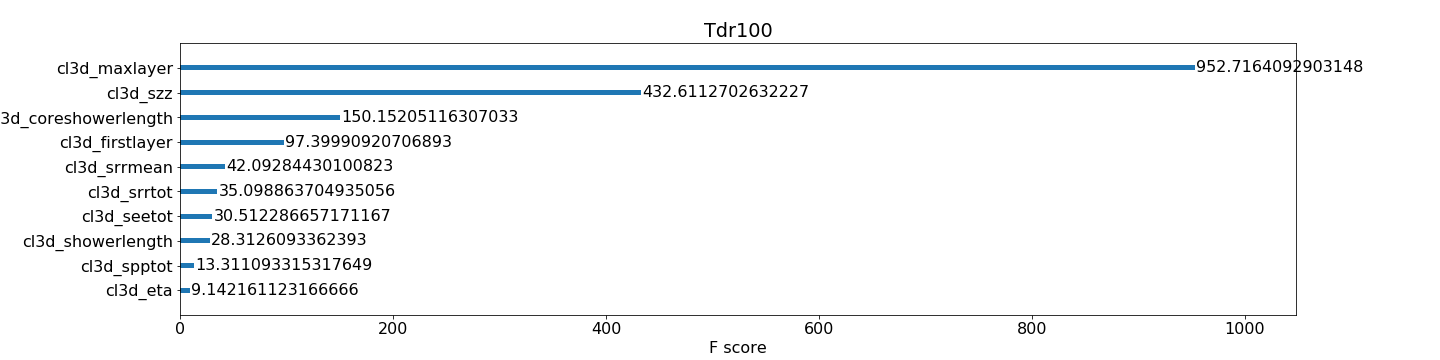 Tdr100
cl3d_maxlayer 952.7164092903148
cl3d_szz 432.6112702632227
3d_coreshowerlength 150.15205116307033
cl3d_firstlayer 97.39990920706893
cl3d_srrmean 42.09284430100823
cl3d_srrtot 35.098863704935056
cl3d_seetot 30.512286657171167
cl3d_showerlength 28.3126093362393
cl3d_spptot 13.311093315317649
cl3d_eta 9.142161123166666
0 200 400 600 800 1000
F score